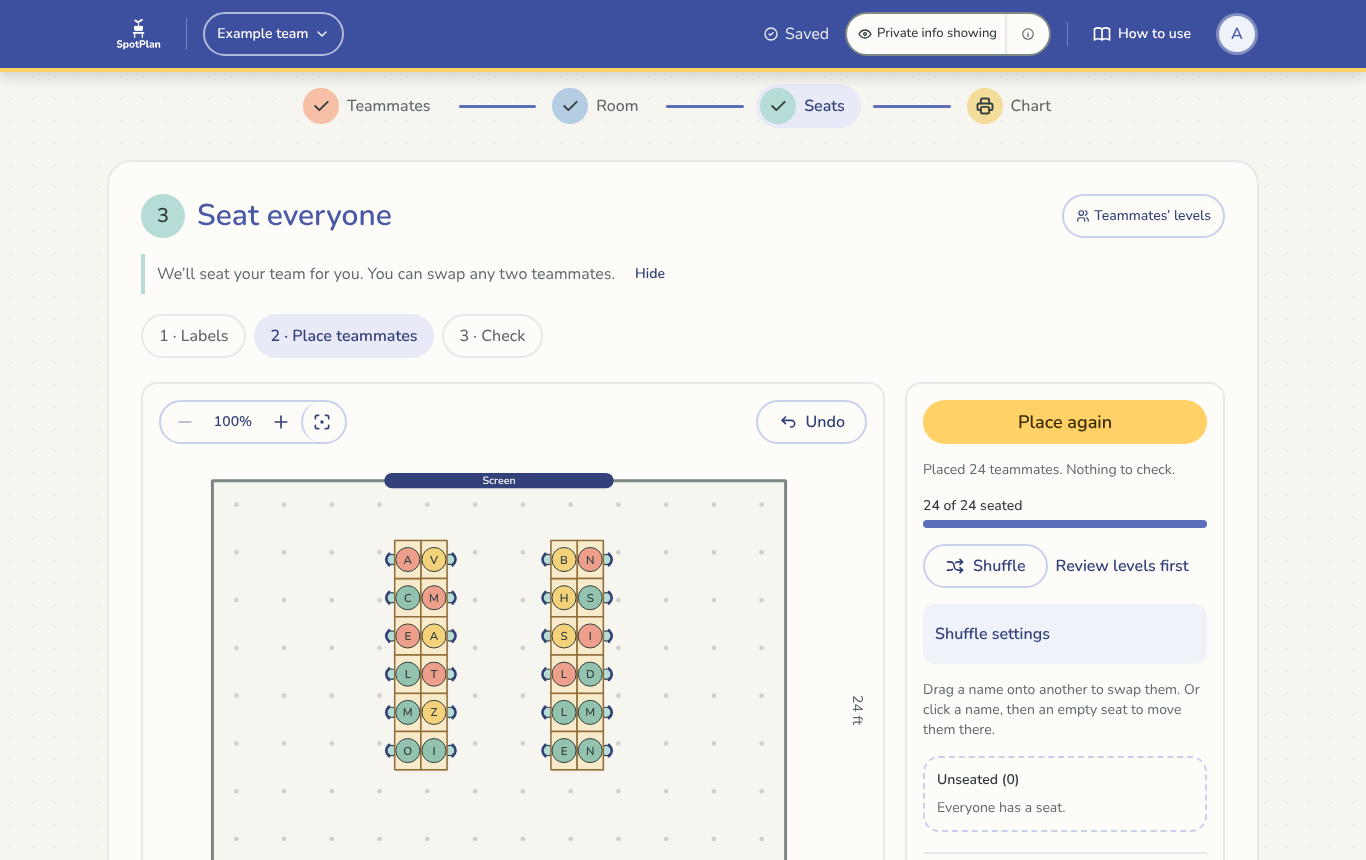 SpotPlan
Example team
Saved
Private info showing
How to use
A
Teammates
Room
Seats
Chart
3
Seat everyone
Teammates’ levels
We’ll seat your team for you. You can swap any two teammates.
Hide
1 · Labels
2 · Place teammates
3 · Check
100%
Undo
Screen
A V B N
C M H S
E A S I
L T L D
M Z L M
O I E N
24 ft
Place again
Placed 24 teammates. Nothing to check.
24 of 24 seated
Shuffle
Review levels first
Shuffle settings
Drag a name onto another to swap them. Or
click a name, then an empty seat to move
them there.
Unseated (0)
Everyone has a seat.